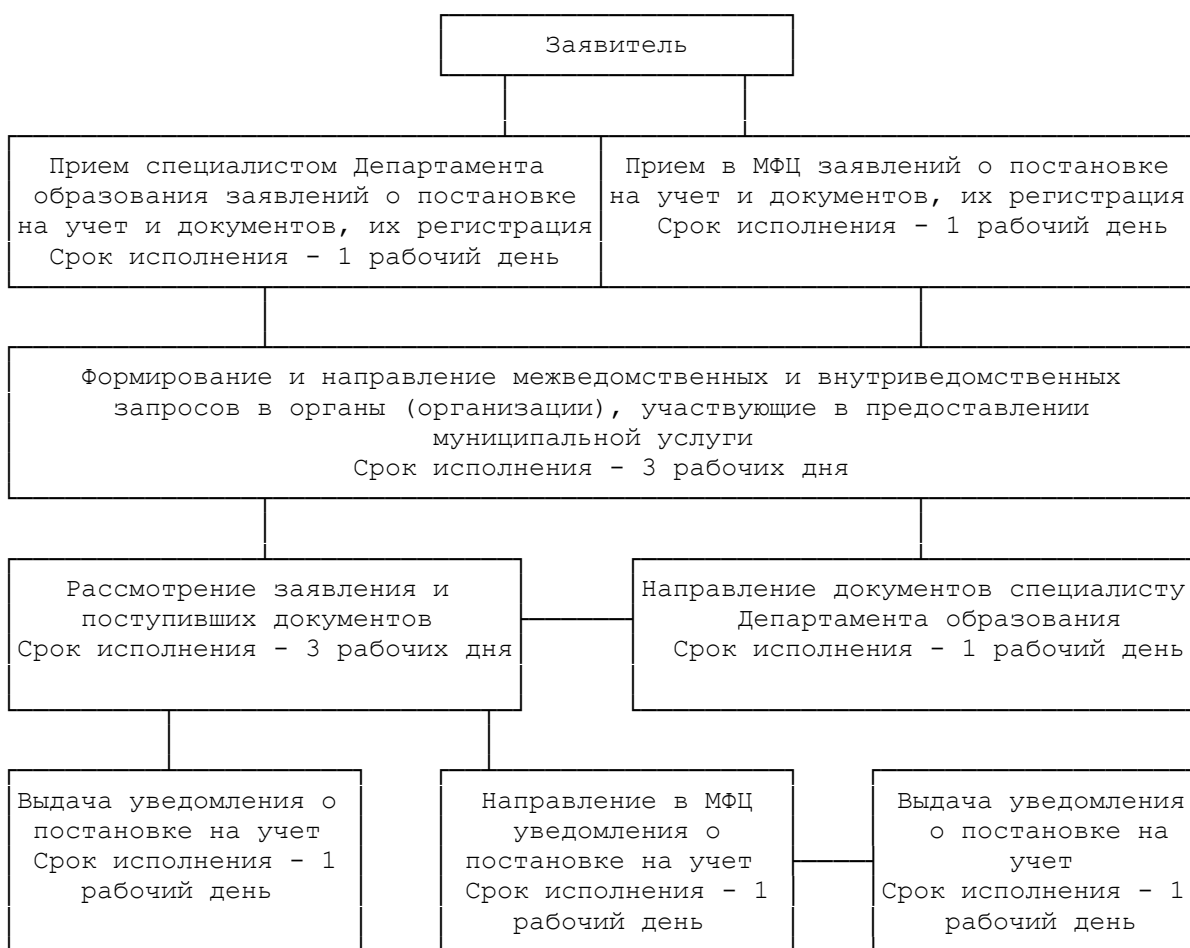 Заявитель
Прием специалистом Департамента
образования заявлений о постановке
на учет и документов, их регистрация
Срок исполнения - 1 рабочий день
Прием в МФЦ заявлений о постановке
на учет и документов, их регистрация
Срок исполнения - 1 рабочий день
Формирование и направление межведомственных и внутриведомственных
запросов в органы (организации), участвующие в предоставлении
муниципальной услуги
Срок исполнения - 3 рабочих дня
Рассмотрение заявления и
поступивших документов
Срок исполнения - 3 рабочих дня
Направление документов специалисту
Департамента образования
Срок исполнения - 1 рабочий день
Выдача уведомления о
постановке на учет
Срок исполнения - 1
рабочий день
Направление в МФЦ
уведомления о
постановке на учет
Срок исполнения - 1
рабочий день
Выдача уведомления
о постановке на
учет
Срок исполнения - 1
рабочий день